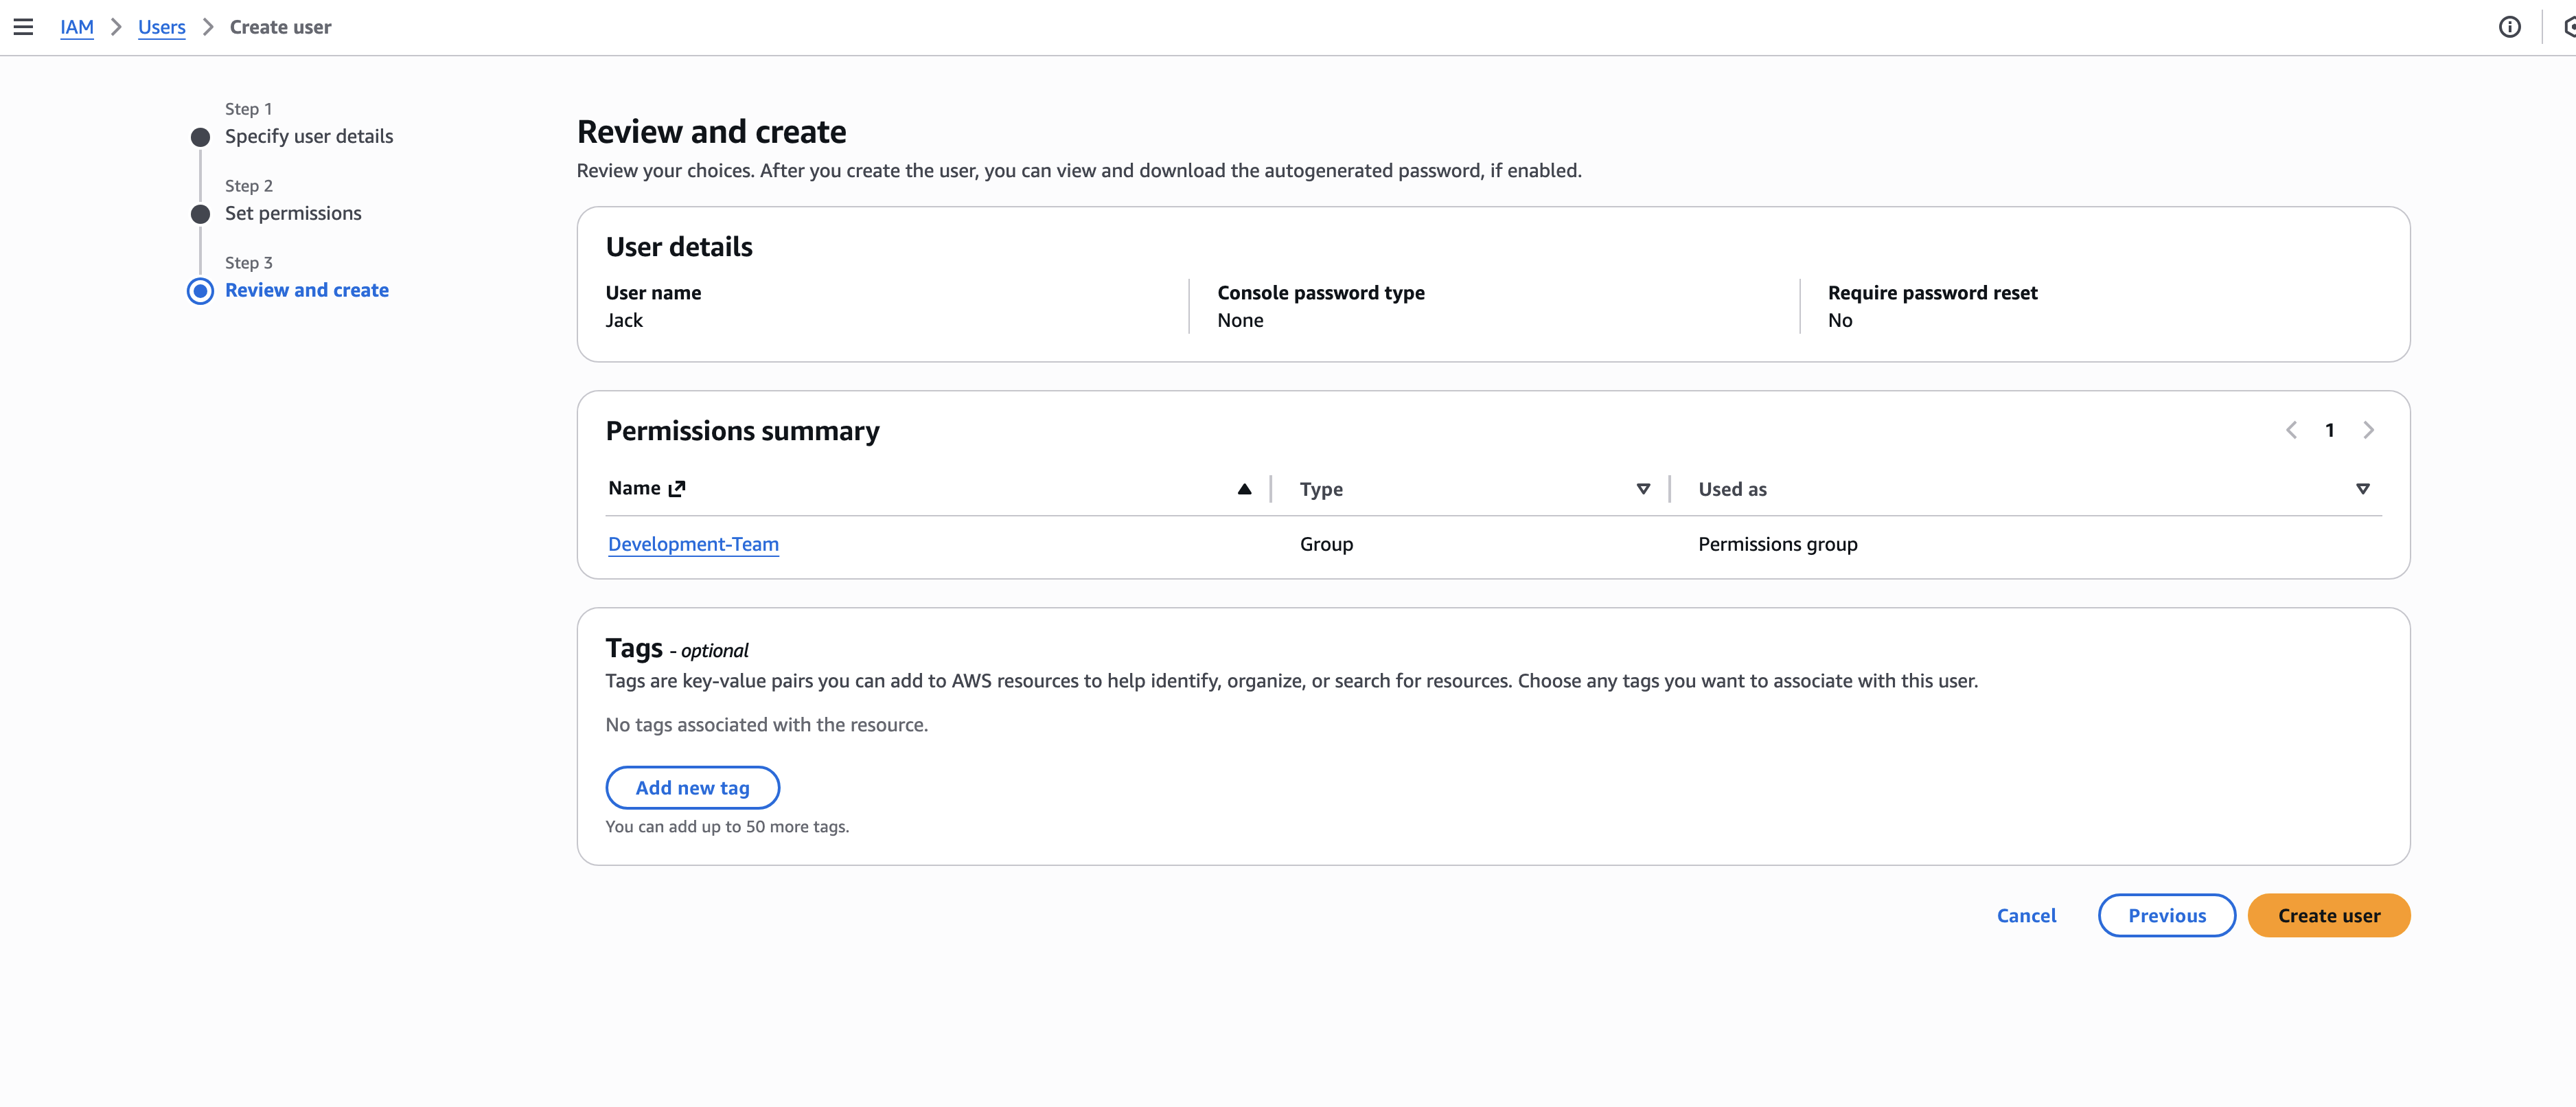 IAM > Users > Create user
Step 1
Specify user details
Step 2
Set permissions
Step 3
Review and create
Review and create
Review your choices. After you create the user, you can view and download the autogenerated password, if enabled.
User details
User name
Jack
Console password type
None
Require password reset
No
Permissions summary
1
Name Type Used as
Development-Team Group Permissions group
Tags - optional
Tags are key-value pairs you can add to AWS resources to help identify, organize, or search for resources. Choose any tags you want to associate with this user.
No tags associated with the resource.
Add new tag
You can add up to 50 more tags.
Cancel Previous Create user